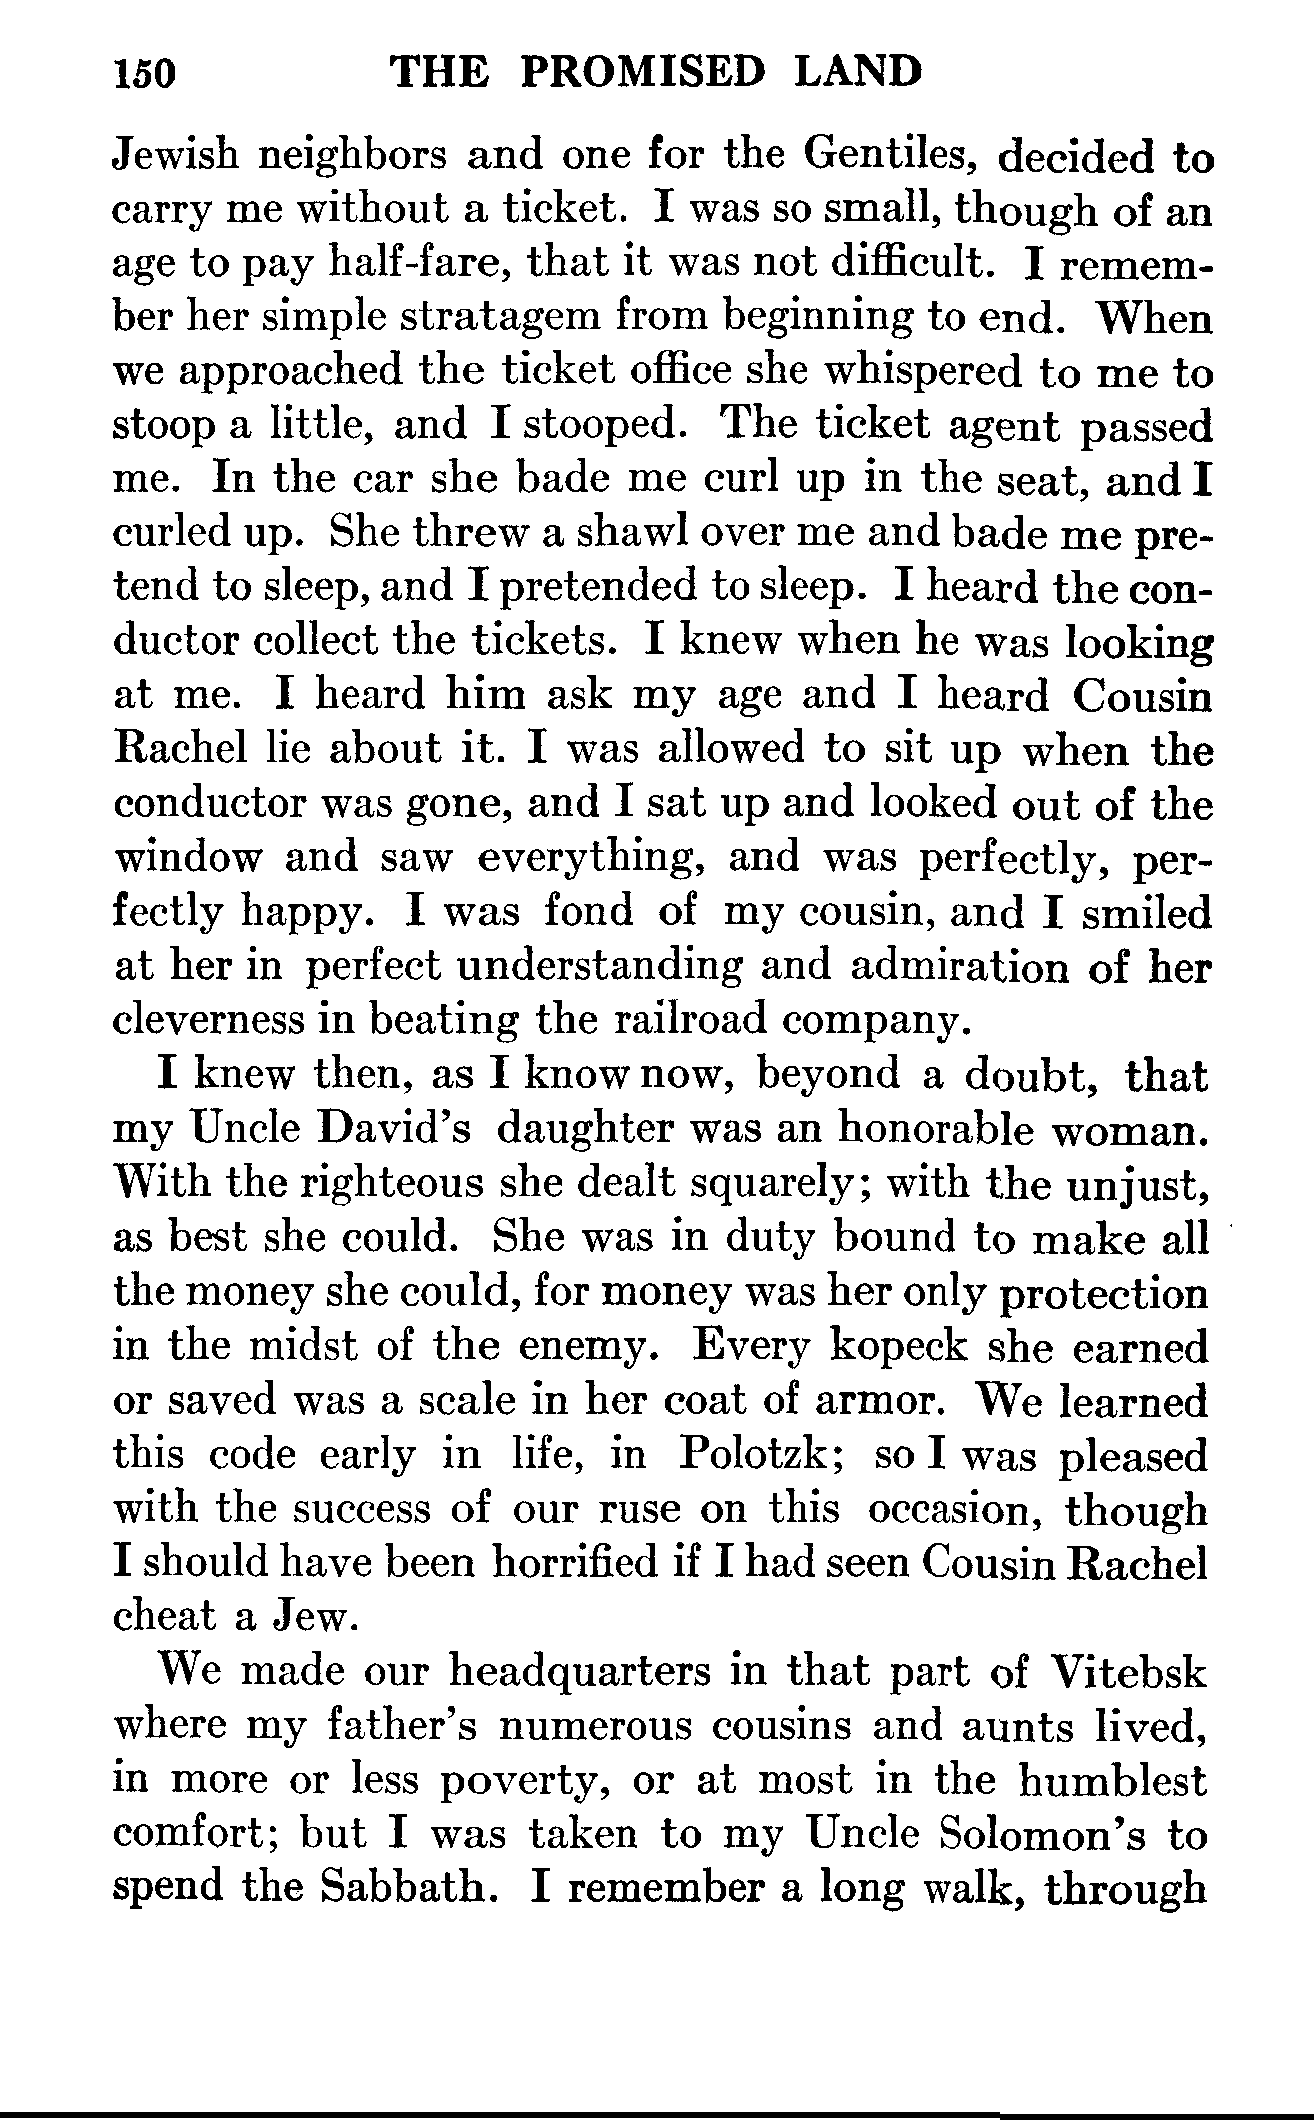 150 THE PROMISED LAND
Jewish neighbors and one for the Gentiles, decided to
carry me without a ticket. I was so small, though of an
age to pay half-fare, that it was not difficult. I remem-
ber her simple stratagem from beginning to end. When
we approached the ticket office she whispered to me to
stoop a little, and I stooped. The ticket agent passed
me. In the car she bade me curl up in the seat, and I
curled up. She threw a shawl over me and bade me pre-
tend to sleep, and I pretended to sleep. I heard the con-
ductor collect the tickets. I knew when he was looking
at me. I heard him ask my age and I heard Cousin
Rachel lie about it. I was allowed to sit up when the
conductor was gone, and I sat up and looked out of the
window and saw everything, and was perfectly, per-
fectly happy. I was fond of my cousin, and I smiled
at her in perfect understanding and admiration of her
cleverness in beating the railroad company.
I knew then, as I know now, beyond a doubt, that
my Uncle David's daughter was an honorable woman.
With the righteous she dealt squarely; with the unjust,
as best she could. She was in duty bound to make all
the money she could, for money was her only protection
in the midst of the enemy. Every kopeck she earned
or saved was a scale in her coat of armor. We learned
this code early in life, in Polotzk; so I was pleased
with the success of our ruse on this occasion, though
I should have been horrified if I had seen Cousin Rachel
cheat a Jew.
We made our headquarters in that part of Vitebsk
where my father's numerous cousins and aunts lived,
in more or less poverty, or at most in the humblest
comfort; but I was taken to my Uncle Solomon's to
spend the Sabbath. I remember a long walk, through